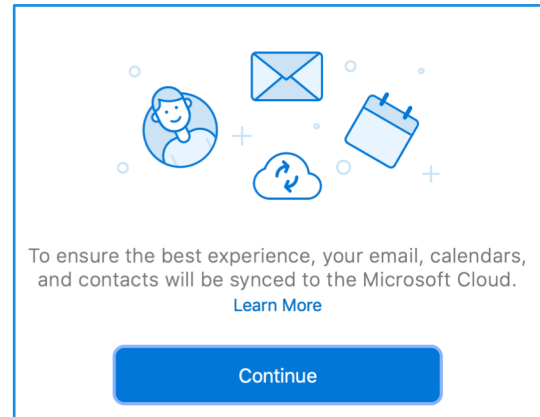 To ensure the best experience, your email, calendars,
and contacts will be synced to the Microsoft Cloud.
Learn More
Continue